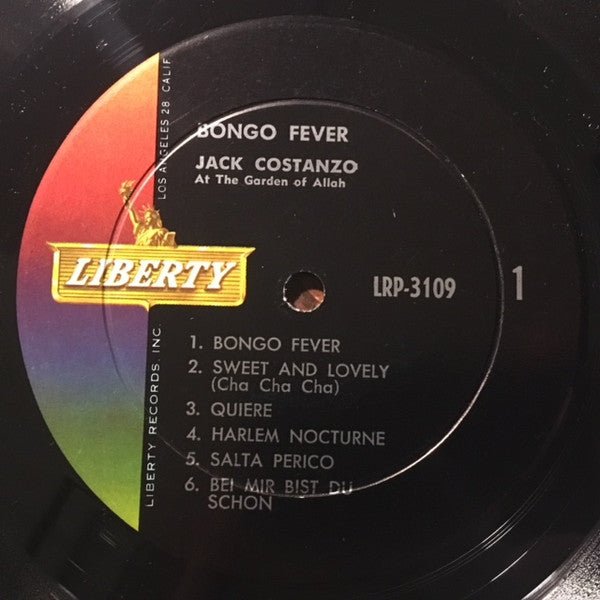 BONGO FEVER
JACK COSTANZO
At The Garden of Allah
LIBERTY
LRP-3109
1
1. BONGO FEVER
2. SWEET AND LOVELY
(Cha Cha Cha)
3. QUIERE
4. HARLEM NOCTURNE
5. SALTA PERICO
6. BEI MIR BIST DU
SCHON
LIBERTY RECORDS, INC. LOS ANGELES 28, CALIF